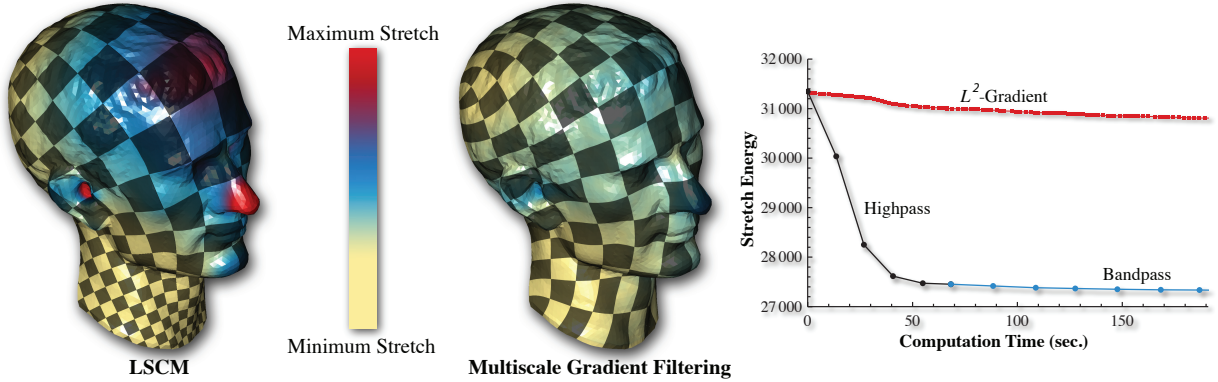 Maximum Stretch
Minimum Stretch
LSCM
Multiscale Gradient Filtering
Stretch Energy
32 000
31 000
30 000
29 000
28 000
27 000
L²-Gradient
Highpass
Bandpass
0
50
100
150
Computation Time (sec.)